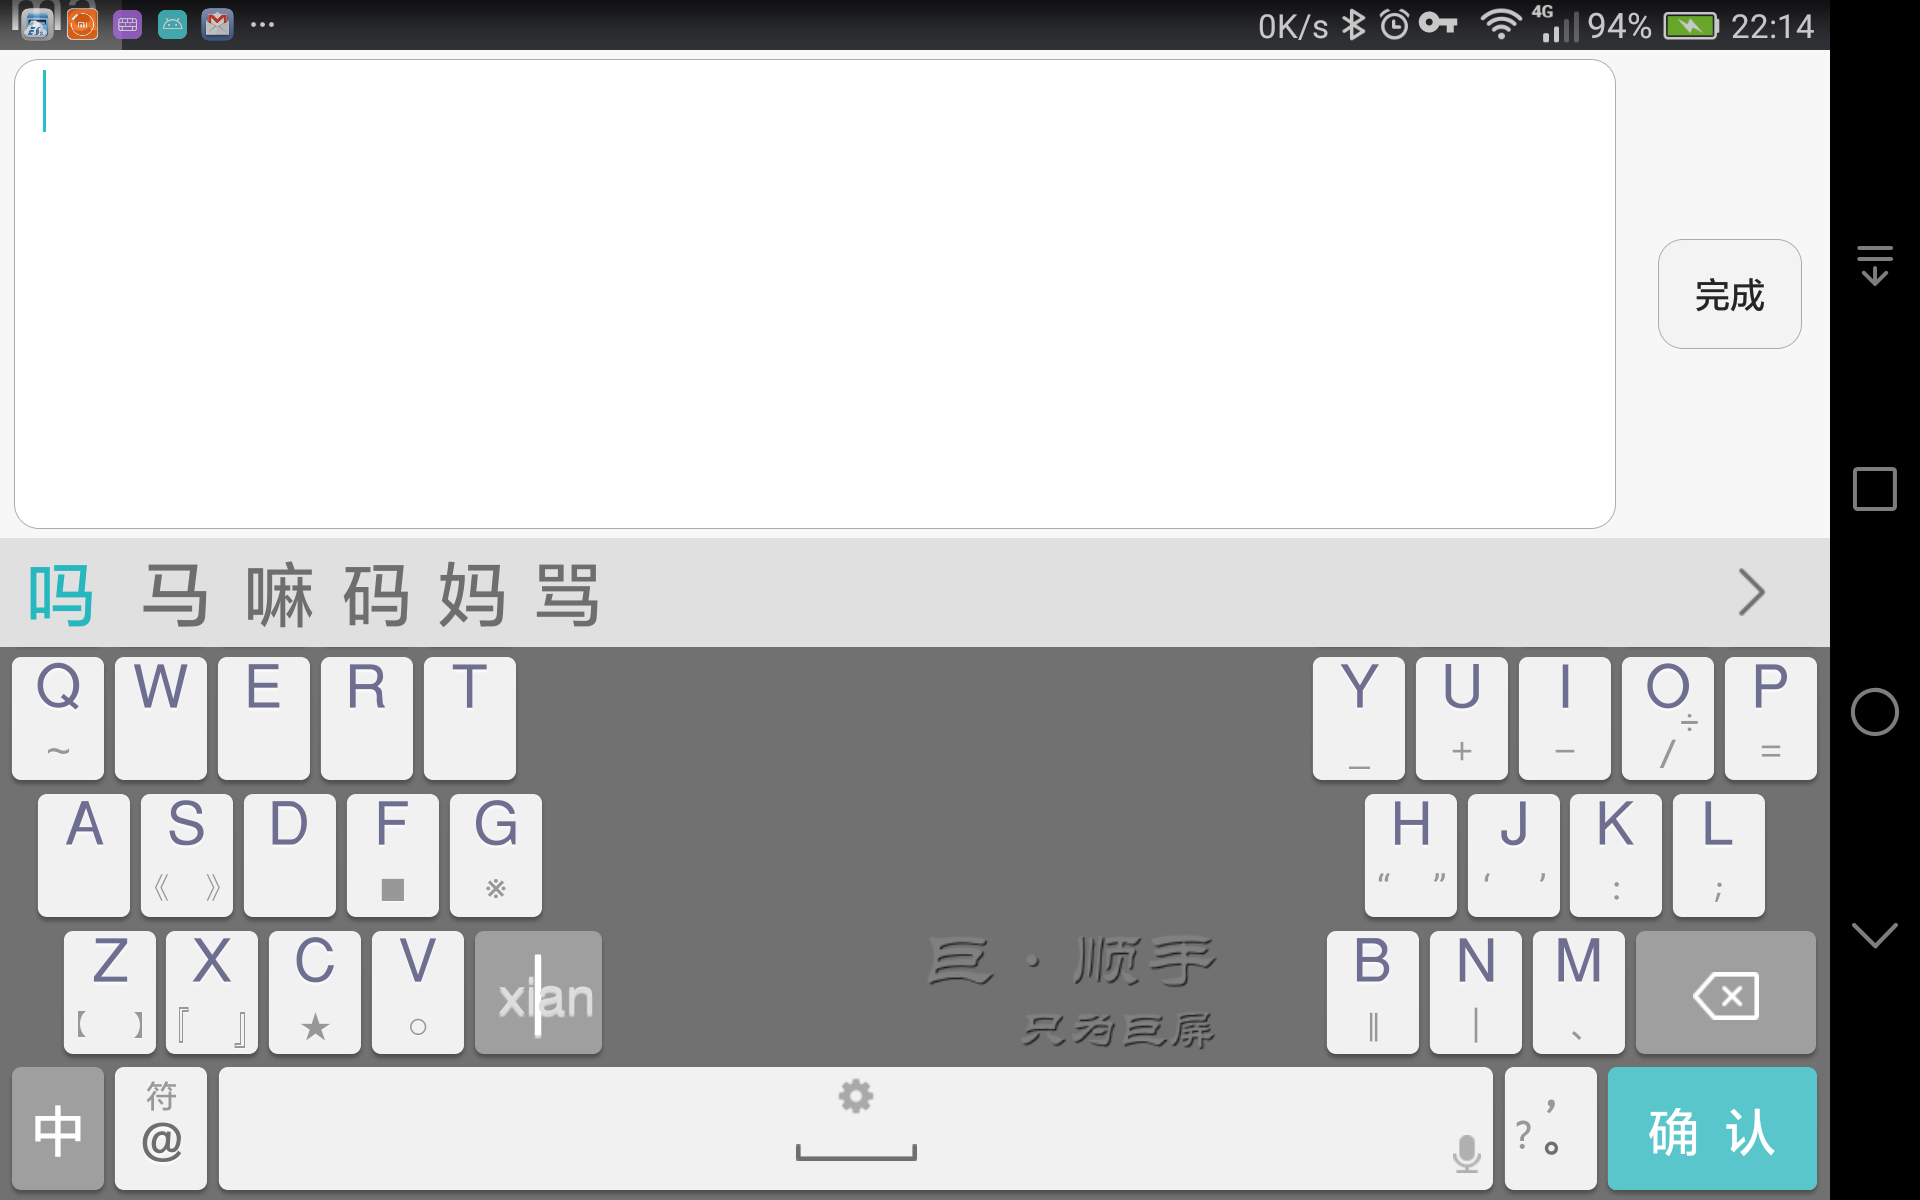 ma
0K/s 4G 94% 22:14
完成
吗 马 嘛 码 妈 骂
Q W E R T Y U I O P
~ _ + − / ÷ =
A S D F G H J K L
《 》 ■ ※ “ ” ‘ ’ : ;
Z X C V xian B N M
【 】 『 』 ★ ○ ‖ | 、
巨·顺手
只为巨屏
中 符 @ ? , 。 确认